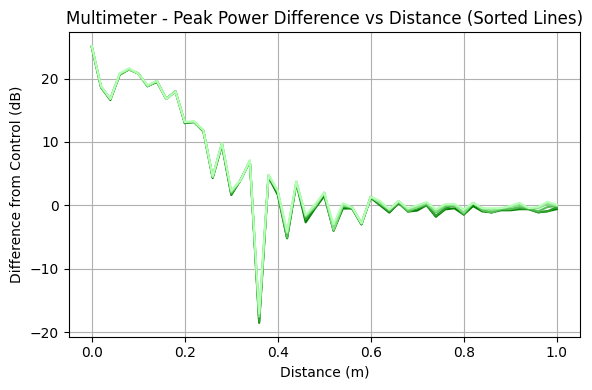 Multimeter - Peak Power Difference vs Distance (Sorted Lines)
Difference from Control (dB)
20
10
0
−10
−20
0.0 0.2 0.4 0.6 0.8 1.0
Distance (m)